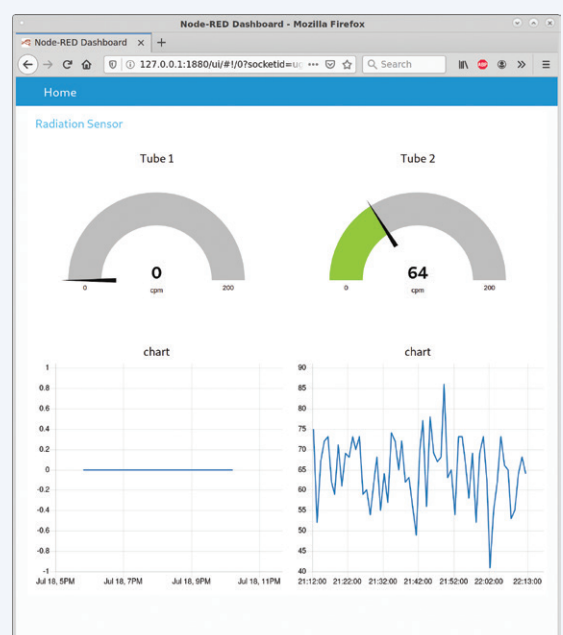 Node-RED Dashboard - Mozilla Firefox
Node-RED Dashboard × +
127.0.0.1:1880/ui/#!/0?socketid=ug ··· Search
Home
Radiation Sensor
Tube 1
0
cpm
0 200
Tube 2
64
cpm
0 200
chart
1
0.8
0.6
0.4
0.2
0
-0.2
-0.4
-0.6
-0.8
-1
Jul 18, 5PM Jul 18, 7PM Jul 18, 9PM Jul 18, 11PM
chart
90
85
80
75
70
65
60
55
50
45
40
21:12:00 21:22:00 21:32:00 21:42:00 21:52:00 22:02:00 22:13:00